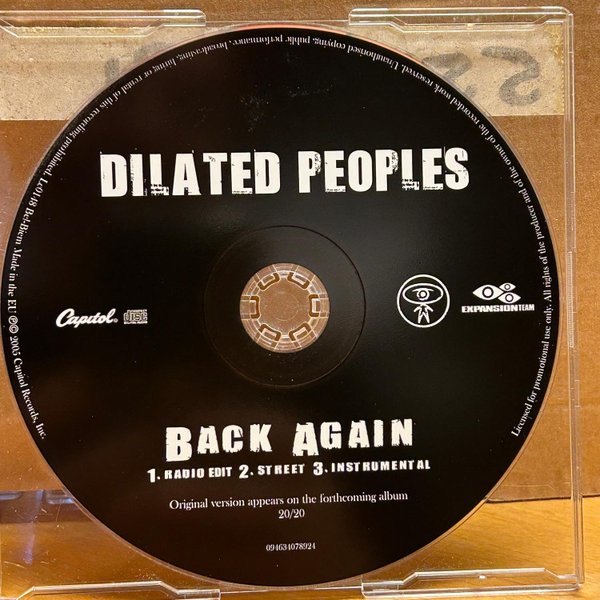 DILATED PEOPLES
Capitol®
EXPANSIONTEAM
BACK AGAIN
1. RADIO EDIT 2. STREET 3. INSTRUMENTAL
Original version appears on the forthcoming album
20/20
094634078924
Licensed for promotional use only. All rights of the producer and of the owner of the recorded work reserved. Unauthorised copying, public performance, broadcasting, hiring or rental of this recording prohibited. Lc0148 Bel-Biem Made in the EU ℗© 2005 Capitol Records, Inc.